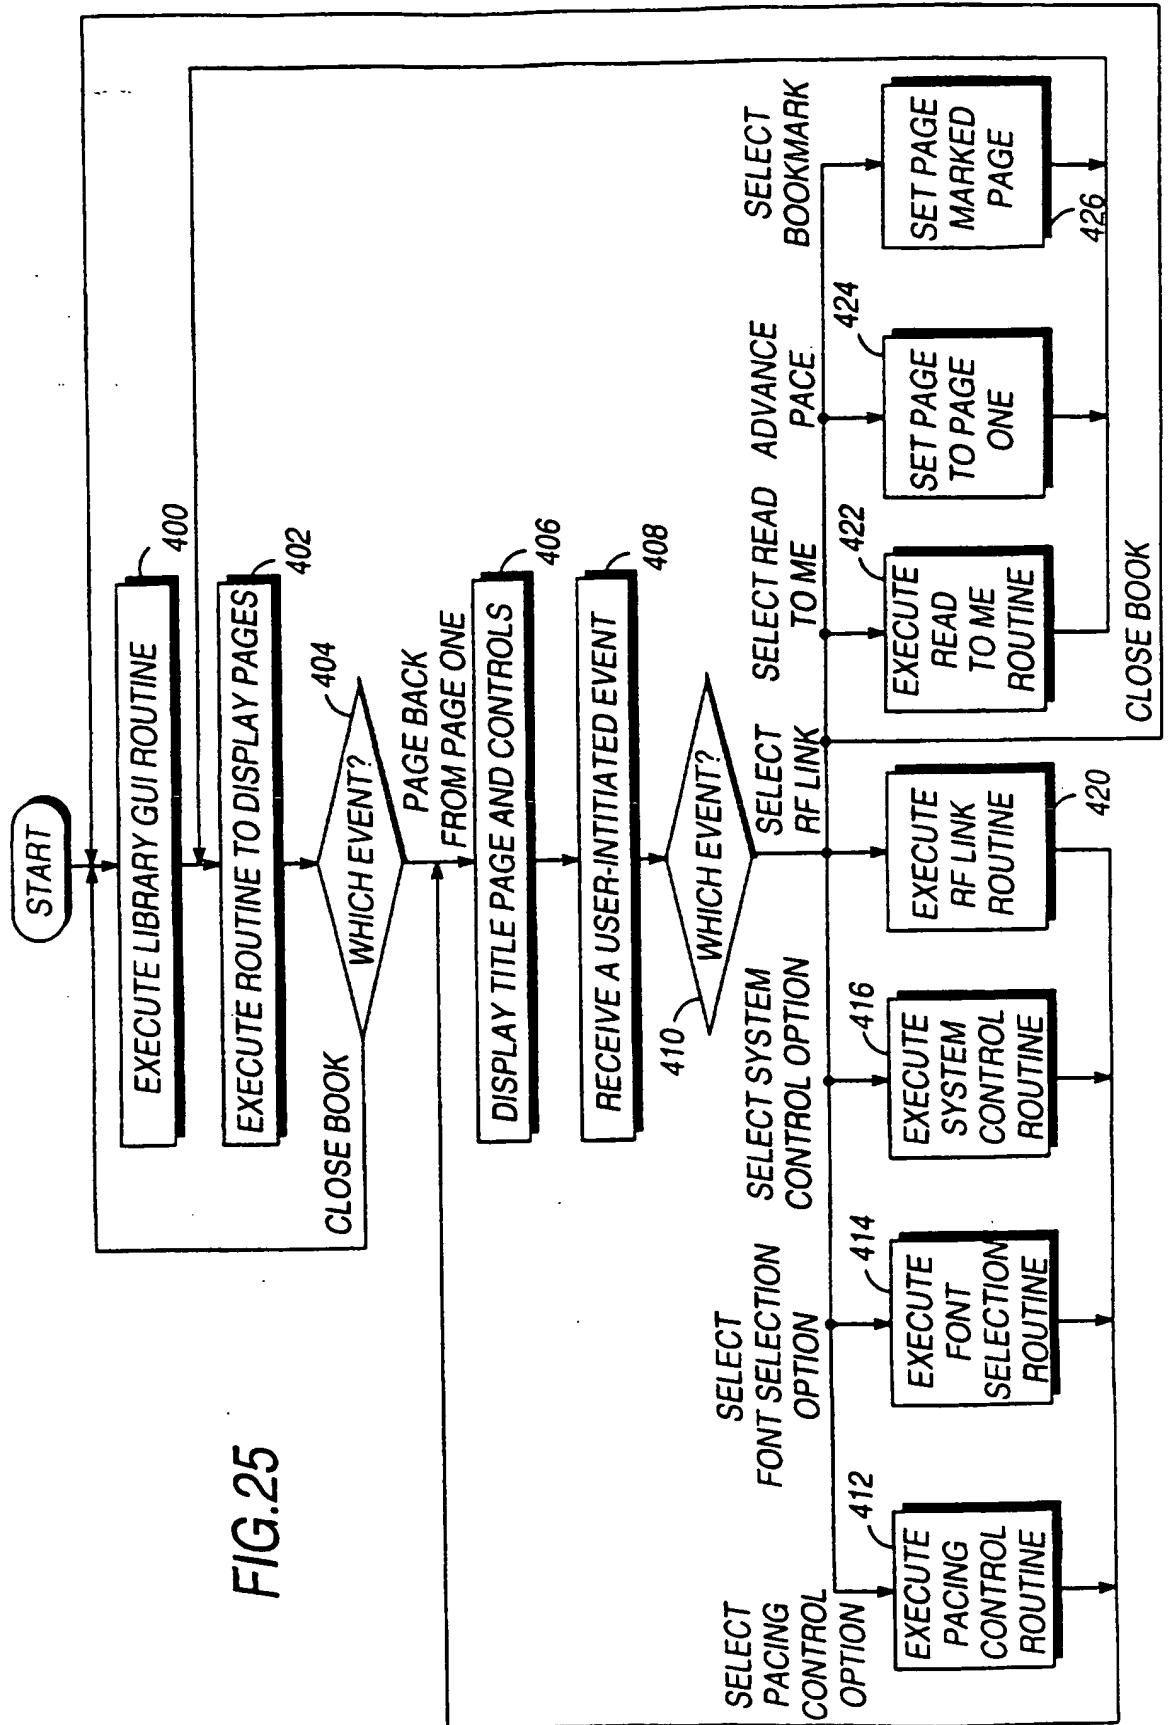 START
EXECUTE LIBRARY GUI ROUTINE
400
EXECUTE ROUTINE TO DISPLAY PAGES
402
WHICH EVENT?
404
CLOSE BOOK
PAGE BACK
FROM PAGE ONE
DISPLAY TITLE PAGE AND CONTROLS
406
RECEIVE A USER-INITIATED EVENT
408
WHICH EVENT?
410
SELECT
PACING
CONTROL
OPTION
SELECT
FONT SELECTION
OPTION
SELECT SYSTEM
CONTROL OPTION
SELECT
RF LINK
SELECT READ
TO ME
ADVANCE
PACE
SELECT
BOOKMARK
412
EXECUTE
PACING
CONTROL
ROUTINE
414
EXECUTE
FONT
SELECTION
ROUTINE
416
EXECUTE
SYSTEM
CONTROL
ROUTINE
EXECUTE
RF LINK
ROUTINE
420
422
EXECUTE
READ
TO ME
ROUTINE
424
SET PAGE
TO PAGE
ONE
SET PAGE
MARKED
PAGE
426
CLOSE BOOK
FIG.25